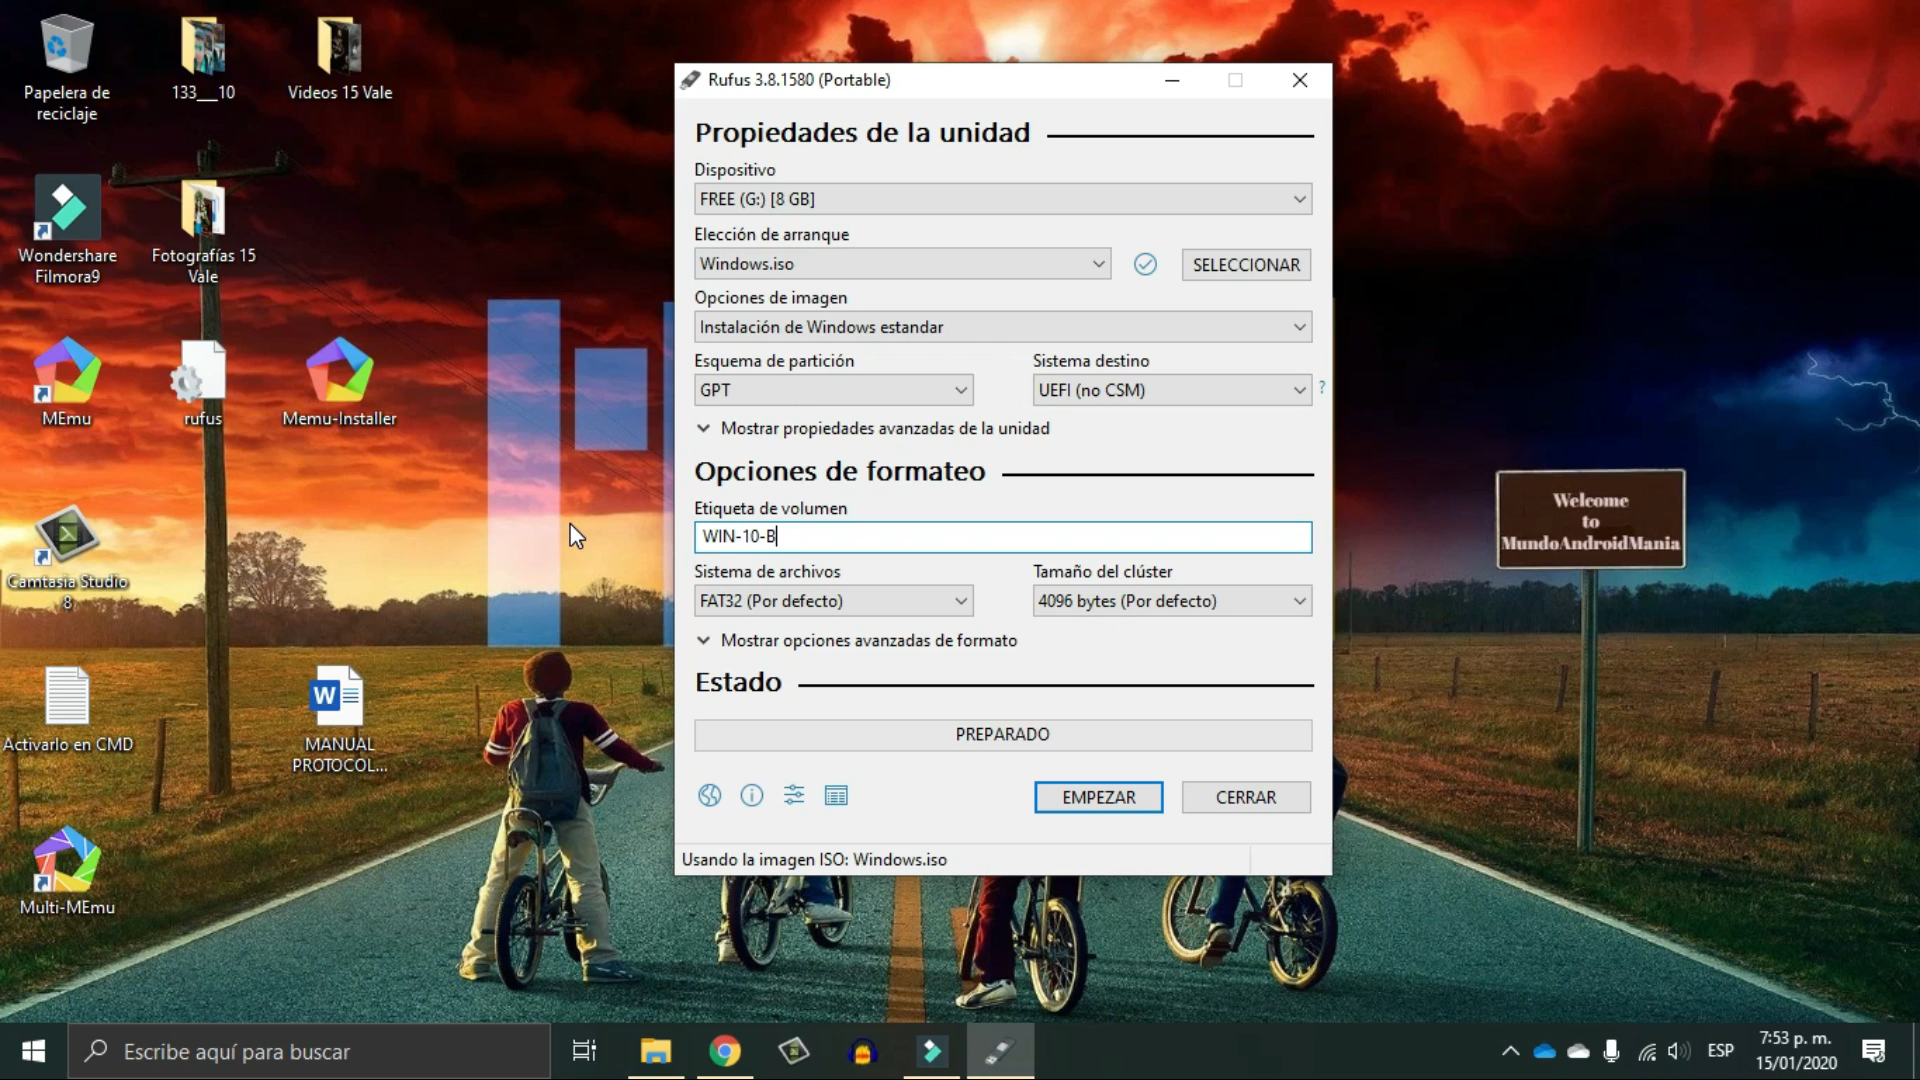 Papelera de
reciclaje
133__10
Videos 15 Vale
Wondershare
Filmora9
Fotografías 15
Vale
MEmu
rufus
Memu-Installer
Camtasia Studio
8
Activarlo en CMD
W
MANUAL
PROTOCOL...
Multi-MEmu
Rufus 3.8.1580 (Portable)
Propiedades de la unidad
Dispositivo
FREE (G:) [8 GB]
Elección de arranque
Windows.iso
SELECCIONAR
Opciones de imagen
Instalación de Windows estandar
Esquema de partición
Sistema destino
GPT
UEFI (no CSM)
?
Mostrar propiedades avanzadas de la unidad
Opciones de formateo
Etiqueta de volumen
WIN-10-B
Sistema de archivos
Tamaño del clúster
FAT32 (Por defecto)
4096 bytes (Por defecto)
Mostrar opciones avanzadas de formato
Estado
PREPARADO
EMPEZAR
CERRAR
Usando la imagen ISO: Windows.iso
Welcome
to
MundoAndroidMania
Escribe aquí para buscar
ESP
7:53 p. m.
15/01/2020